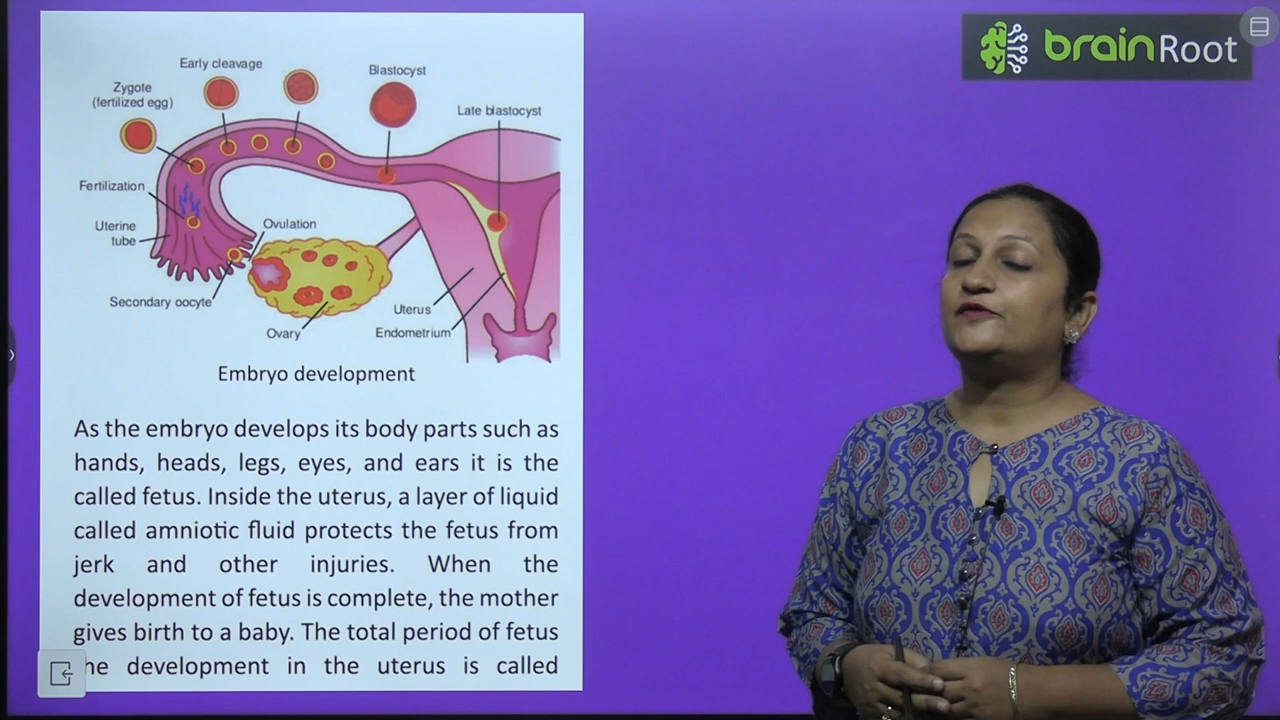 brainRoot
Early cleavage
Blastocyst
Zygote
(fertilized egg)
Late blastocyst
Fertilization
Uterine
tube
Ovulation
Secondary oocyte
Ovary
Uterus
Endometrium
Embryo development
As the embryo develops its body parts such as
hands, heads, legs, eyes, and ears it is the
called fetus. Inside the uterus, a layer of liquid
called amniotic fluid protects the fetus from
jerk and other injuries. When the
development of fetus is complete, the mother
gives birth to a baby. The total period of fetus
he development in the uterus is called